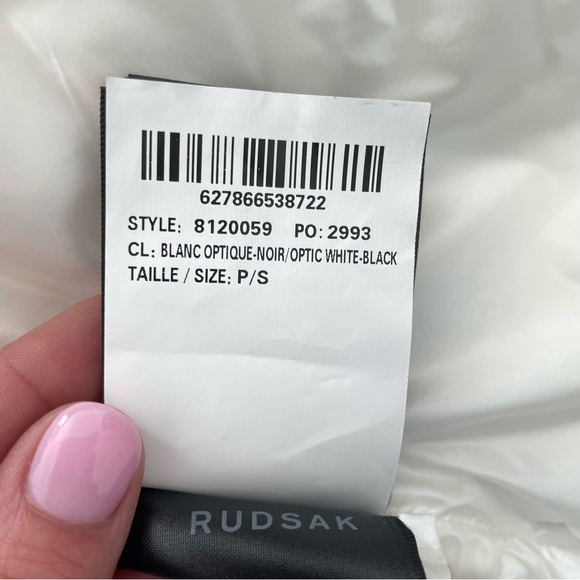 627866538722
STYLE: 8120059 PO: 2993
CL: BLANC OPTIQUE-NOIR/OPTIC WHITE-BLACK
TAILLE / SIZE: P/S
RUDSAK